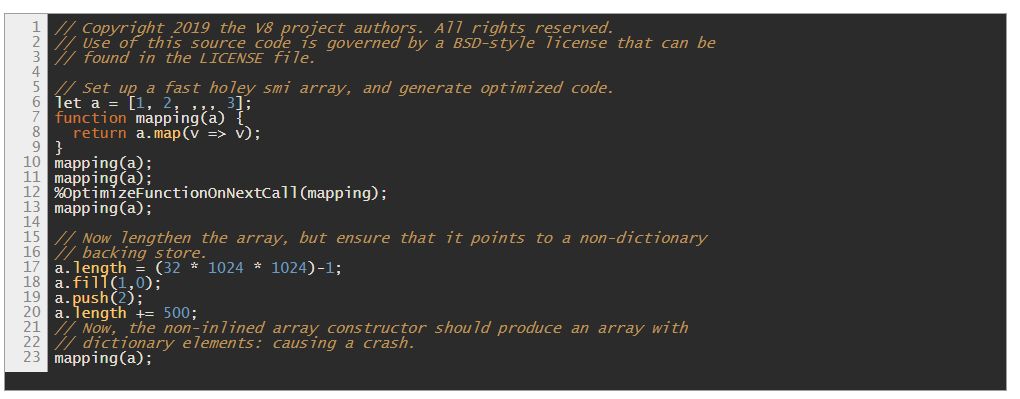 1 // Copyright 2019 the V8 project authors. All rights reserved.
2 // Use of this source code is governed by a BSD-style license that can be
3 // found in the LICENSE file.
4
5 // Set up a fast holey smi array, and generate optimized code.
6 let a = [1, 2, ,,, 3];
7 function mapping(a) {
8   return a.map(v => v);
9 }
10 mapping(a);
11 mapping(a);
12 %OptimizeFunctionOnNextCall(mapping);
13 mapping(a);
14
15 // Now lengthen the array, but ensure that it points to a non-dictionary
16 // backing store.
17 a.length = (32 * 1024 * 1024)-1;
18 a.fill(1,0);
19 a.push(2);
20 a.length += 500;
21 // Now, the non-inlined array constructor should produce an array with
22 // dictionary elements: causing a crash.
23 mapping(a);